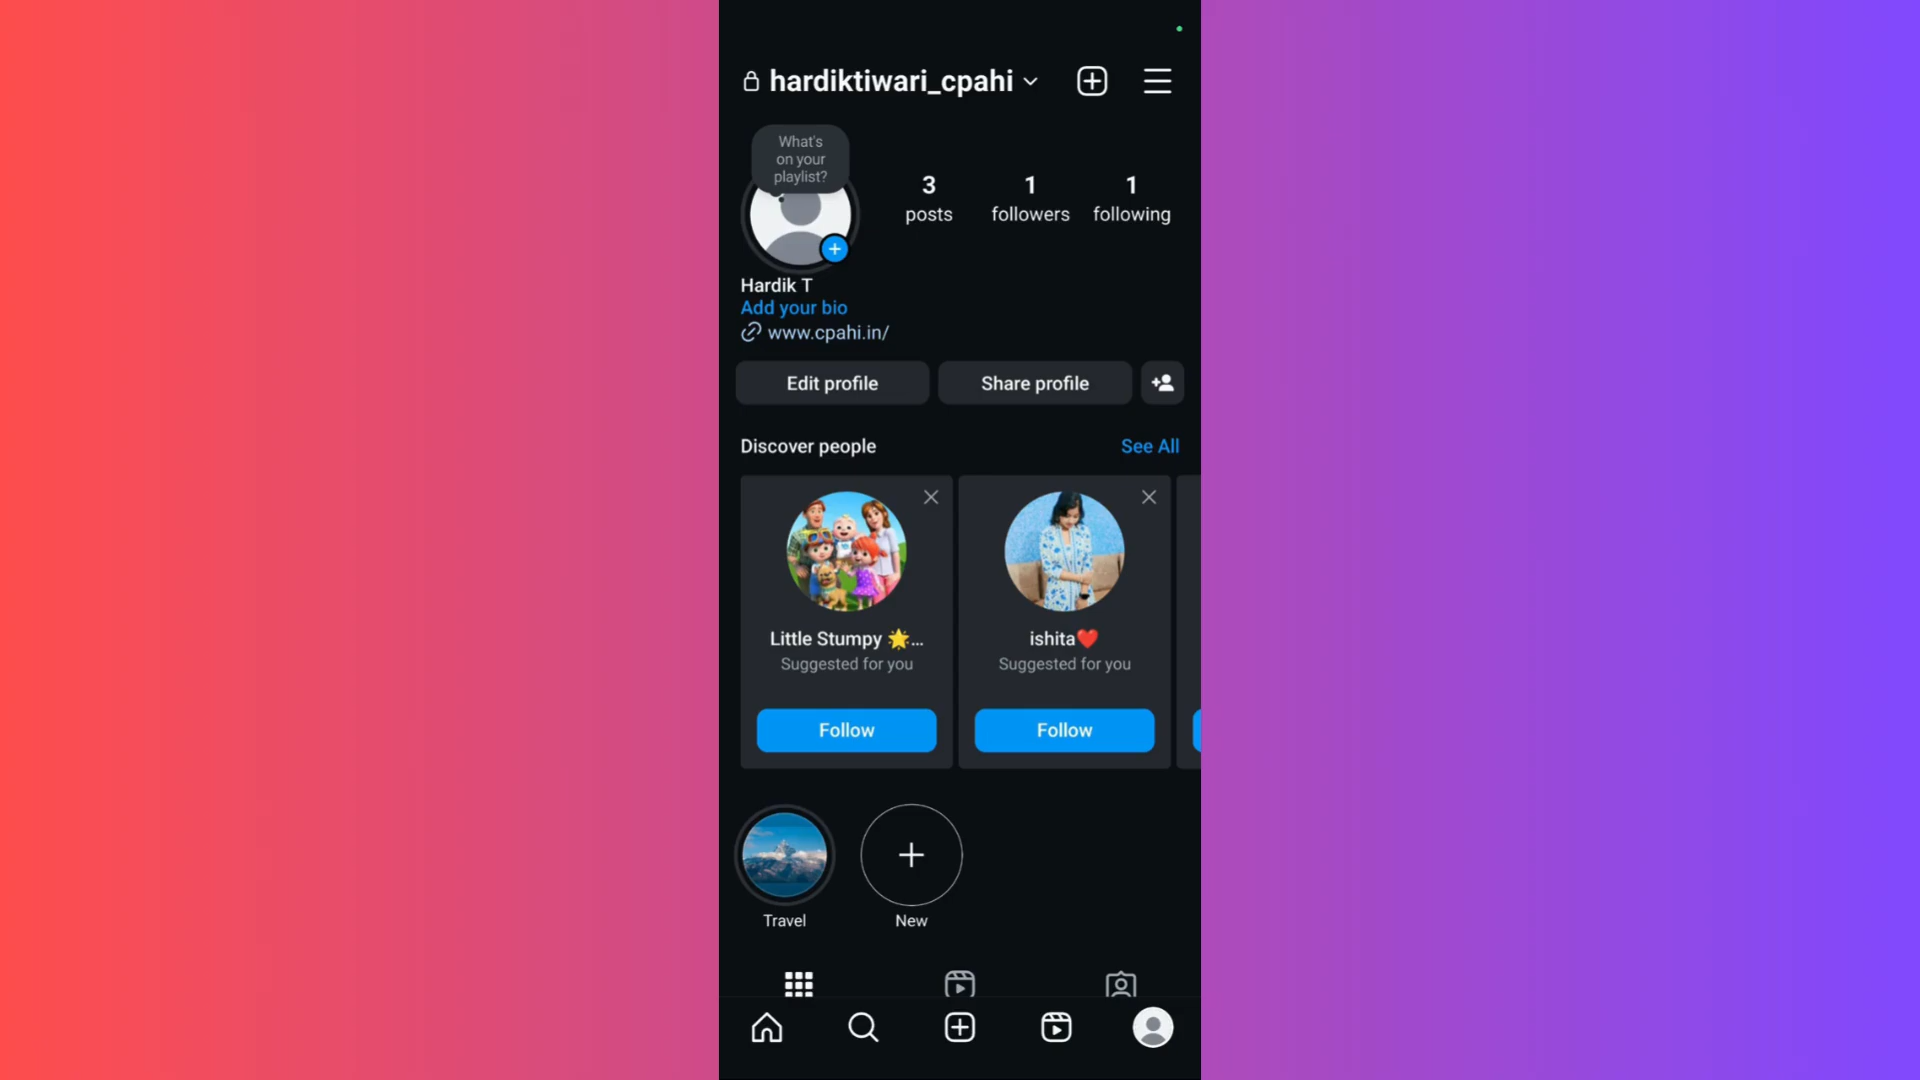 hardiktiwari_cpahi
What's
on your
playlist?
3 1 1
posts followers following
Hardik T
Add your bio
www.cpahi.in/
Edit profile Share profile
Discover people See All
Little Stumpy 🌟... ishita❤️
Suggested for you Suggested for you
Follow Follow
Travel New